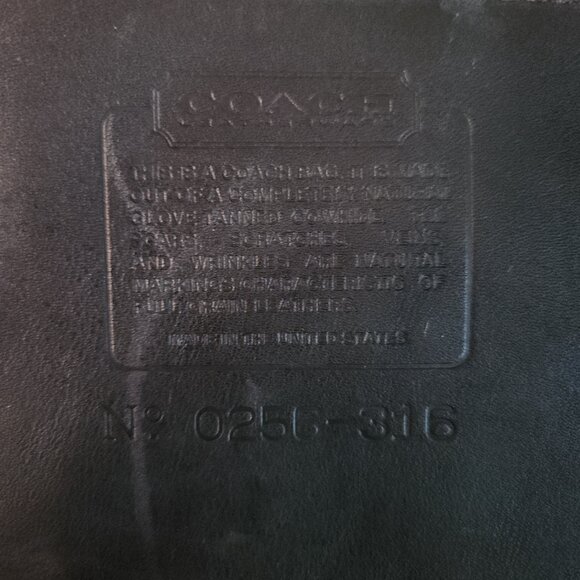 COACH
THIS IS A COACH BAG. IT IS MADE
OUT OF A COMPLETELY NATURAL
GLOVE TANNED COWHIDE. THE
SCARS, SCRATCHES, VEINS
AND WRINKLES ARE NATURAL
MARKINGS CHARACTERISTIC OF
FULL GRAIN LEATHERS.
MADE IN THE UNITED STATES
No 0256-316